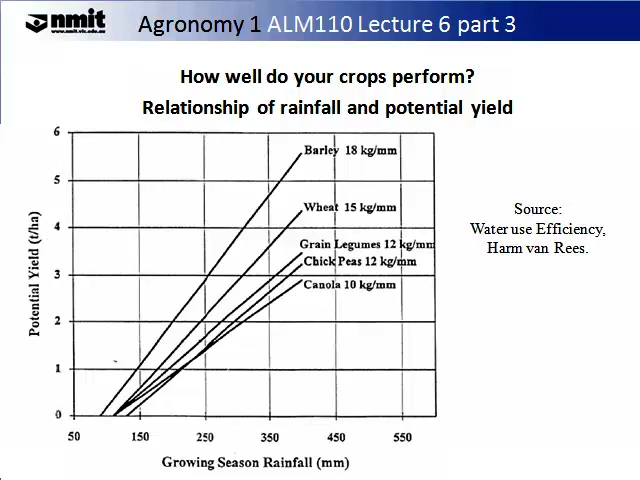 nmit
www.nmit.vic.edu.au
Agronomy 1 ALM110 Lecture 6 part 3
How well do your crops perform?
Relationship of rainfall and potential yield
6
5
4
3
2
1
0
Potential Yield (t/ha)
Barley 18 kg/mm
Wheat 15 kg/mm
Grain Legumes 12 kg/mm
Chick Peas 12 kg/mm
Canola 10 kg/mm
50 150 250 350 450 550
Growing Season Rainfall (mm)
Source:
Water use Efficiency,
Harm van Rees.